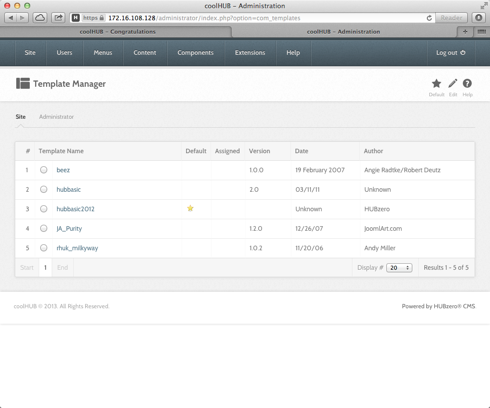 coolHUB - Administration
https 172.16.108.128/administrator/index.php?option=com_templates
Reader
coolHUB - Congratulations
coolHUB - Administration
Site Users Menus Content Components Extensions Help Log out
Template Manager
Default Edit Help
Site Administrator
# Template Name Default Assigned Version Date Author
1 beez 1.0.0 19 February 2007 Angie Radtke/Robert Deutz
2 hubbasic 2.0 03/11/11 Unknown
3 hubbasic2012 Unknown HUBzero
4 JA_Purity 1.2.0 12/26/07 JoomlArt.com
5 rhuk_milkyway 1.0.2 11/20/06 Andy Miller
Start 1 End Display # 20 Results 1 - 5 of 5
coolHUB © 2013. All Rights Reserved. Powered by HUBzero® CMS